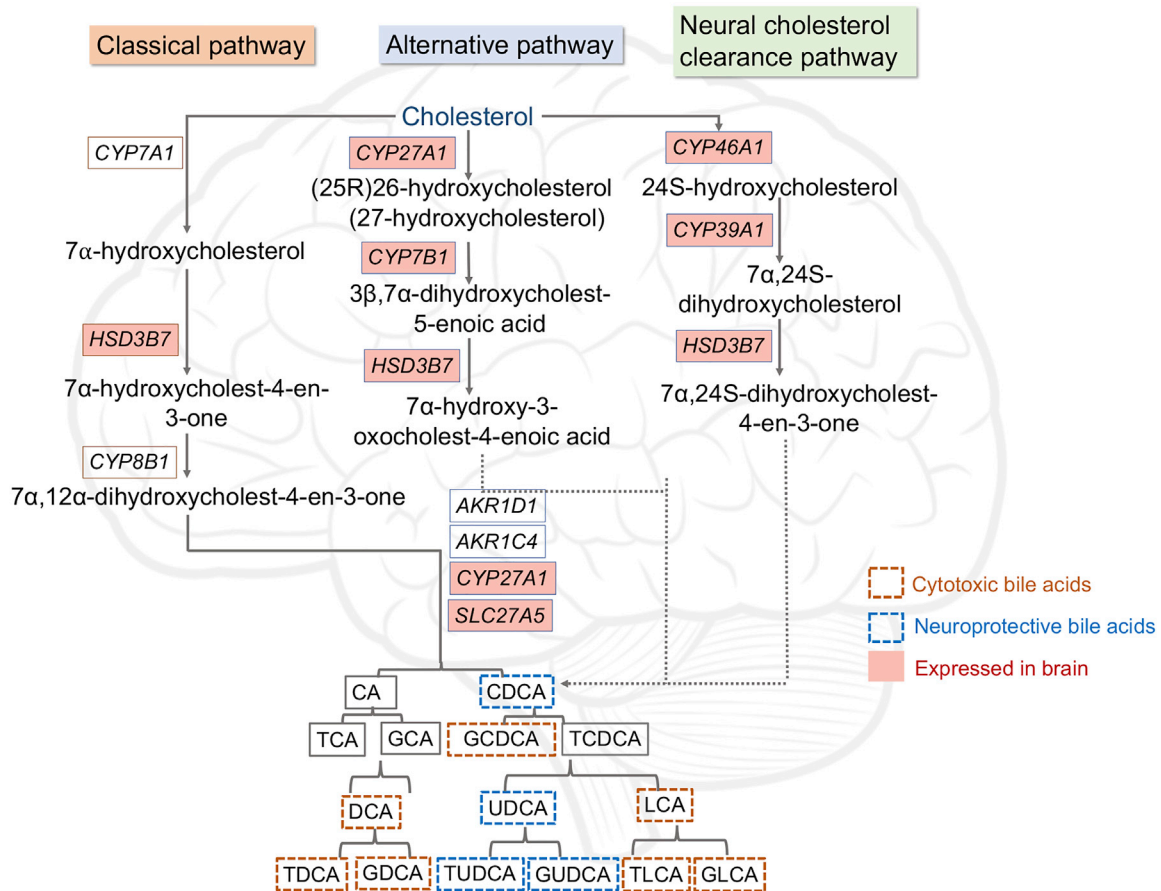 Classical pathway
Alternative pathway
Neural cholesterol
clearance pathway
Cholesterol
CYP7A1
7α-hydroxycholesterol
HSD3B7
7α-hydroxycholest-4-en-
3-one
CYP8B1
7α,12α-dihydroxycholest-4-en-3-one
CYP27A1
(25R)26-hydroxycholesterol
(27-hydroxycholesterol)
CYP7B1
3β,7α-dihydroxycholest-
5-enoic acid
HSD3B7
7α-hydroxy-3-
oxocholest-4-enoic acid
CYP46A1
24S-hydroxycholesterol
CYP39A1
7α,24S-
dihydroxycholesterol
HSD3B7
7α,24S-dihydroxycholest-
4-en-3-one
AKR1D1
AKR1C4
CYP27A1
SLC27A5
Cytotoxic bile acids
Neuroprotective bile acids
Expressed in brain
CA
CDCA
TCA
GCA
GCDCA
TCDCA
DCA
UDCA
LCA
TDCA
GDCA
TUDCA
GUDCA
TLCA
GLCA